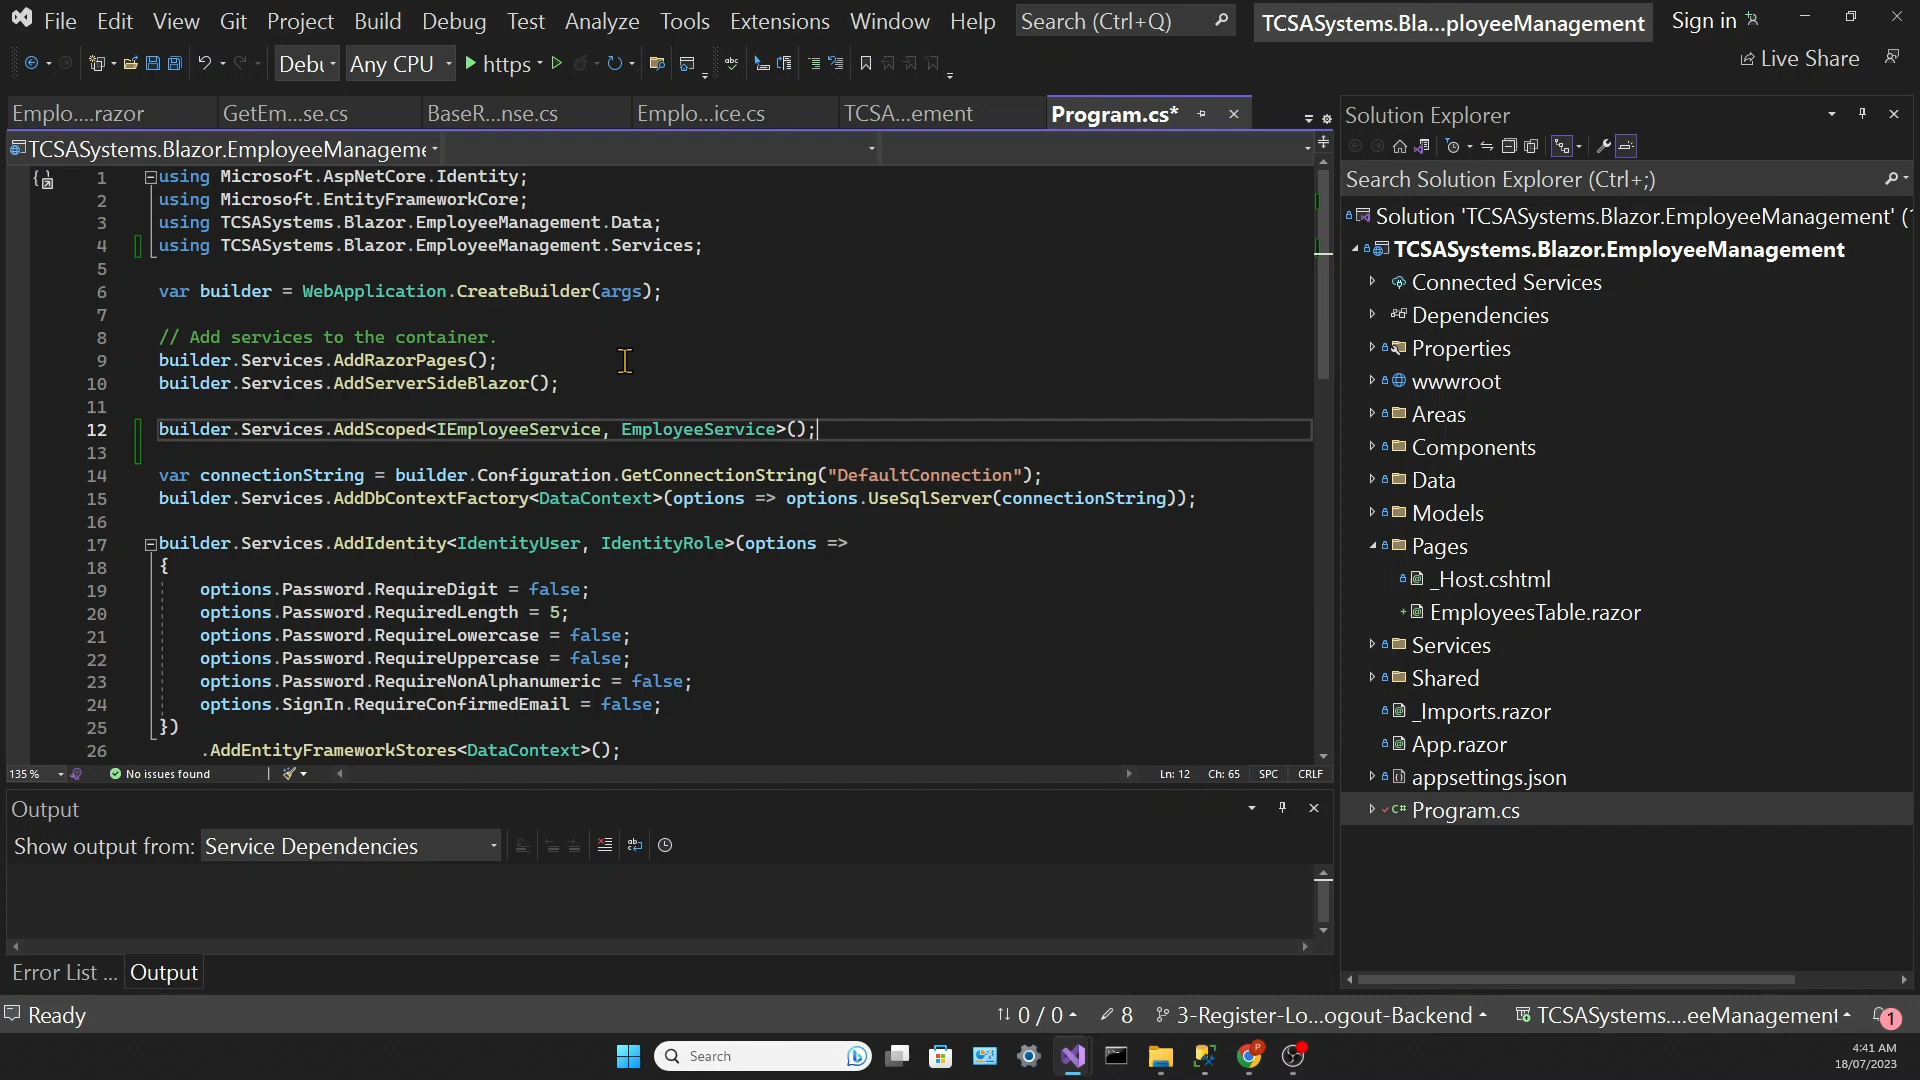 File Edit View Git Project Build Debug Test Analyze Tools Extensions Window Help Search (Ctrl+Q) TCSASystems.Bla...ployeeManagement Sign in
Debu Any CPU https Live Share
Emplo....razor GetEm...se.cs BaseR...nse.cs Emplo...ice.cs TCSA...ement Program.cs*
TCSASystems.Blazor.EmployeeManageme
1 using Microsoft.AspNetCore.Identity;
2 using Microsoft.EntityFrameworkCore;
3 using TCSASystems.Blazor.EmployeeManagement.Data;
4 using TCSASystems.Blazor.EmployeeManagement.Services;
5
6 var builder = WebApplication.CreateBuilder(args);
7
8 // Add services to the container.
9 builder.Services.AddRazorPages();
10 builder.Services.AddServerSideBlazor();
11
12 builder.Services.AddScoped<IEmployeeService, EmployeeService>();
13
14 var connectionString = builder.Configuration.GetConnectionString("DefaultConnection");
15 builder.Services.AddDbContextFactory<DataContext>(options => options.UseSqlServer(connectionString));
16
17 builder.Services.AddIdentity<IdentityUser, IdentityRole>(options =>
18 {
19 options.Password.RequireDigit = false;
20 options.Password.RequiredLength = 5;
21 options.Password.RequireLowercase = false;
22 options.Password.RequireUppercase = false;
23 options.Password.RequireNonAlphanumeric = false;
24 options.SignIn.RequireConfirmedEmail = false;
25 })
26 .AddEntityFrameworkStores<DataContext>();
135 % No issues found Ln: 12 Ch: 65 SPC CRLF
Output
Show output from: Service Dependencies
Error List ... Output
Solution Explorer
Search Solution Explorer (Ctrl+;)
Solution 'TCSASystems.Blazor.EmployeeManagement' (
TCSASystems.Blazor.EmployeeManagement
Connected Services
Dependencies
Properties
wwwroot
Areas
Components
Data
Models
Pages
_Host.cshtml
EmployeesTable.razor
Services
Shared
_Imports.razor
App.razor
appsettings.json
C# Program.cs
Ready 0 / 0 8 3-Register-Lo...ogout-Backend TCSASystems....eeManagement 1
Search 4:41 AM
18/07/2023